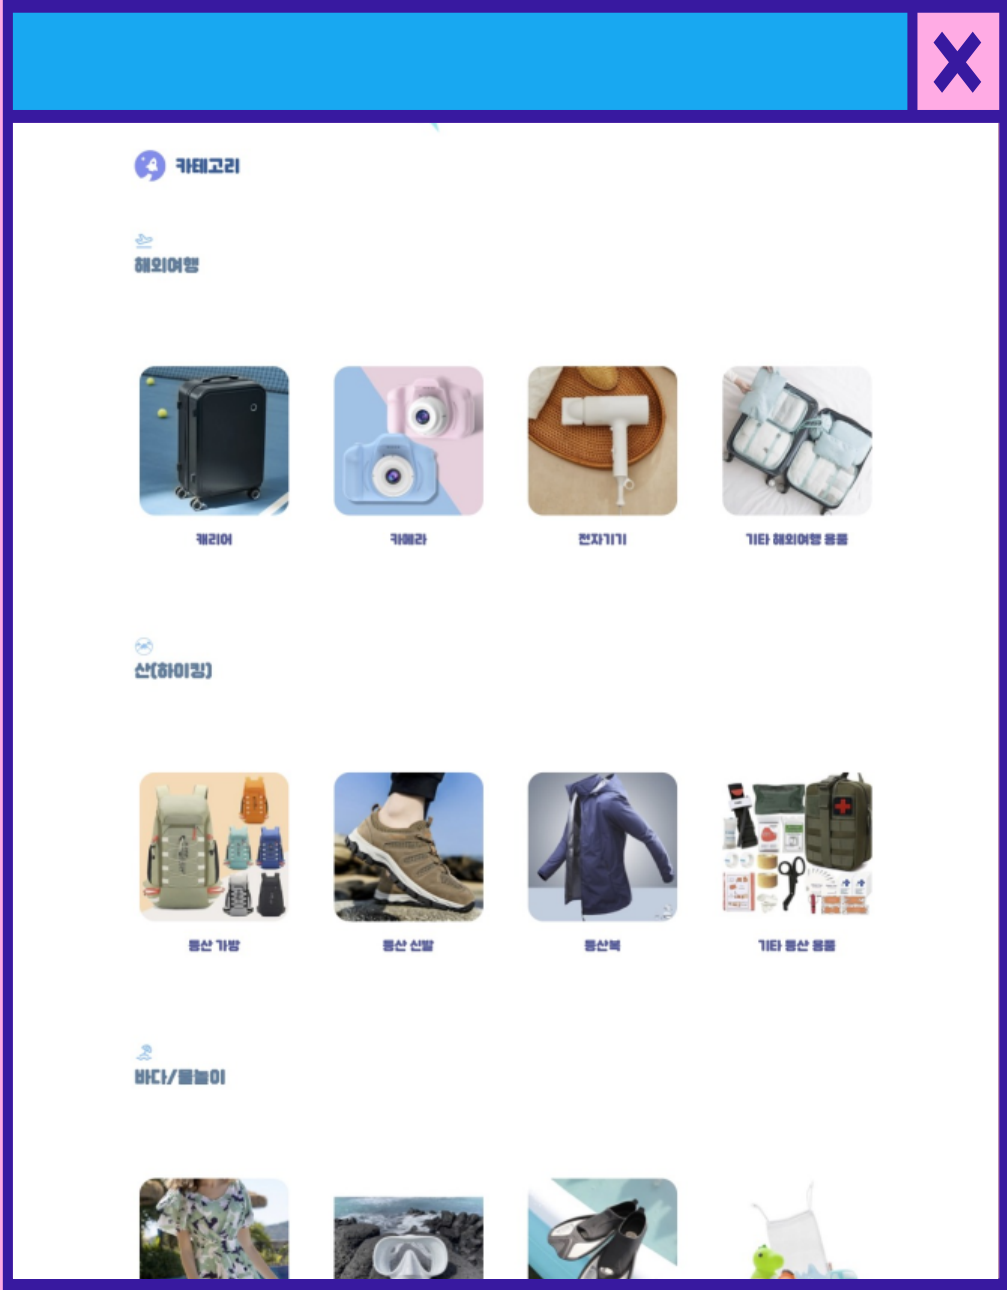 카테고리
해외여행
캐리어
카메라
전자기기
기타 해외여행 용품
산(하이킹)
등산 가방
등산 신발
등산복
기타 등산 용품
바다/물놀이